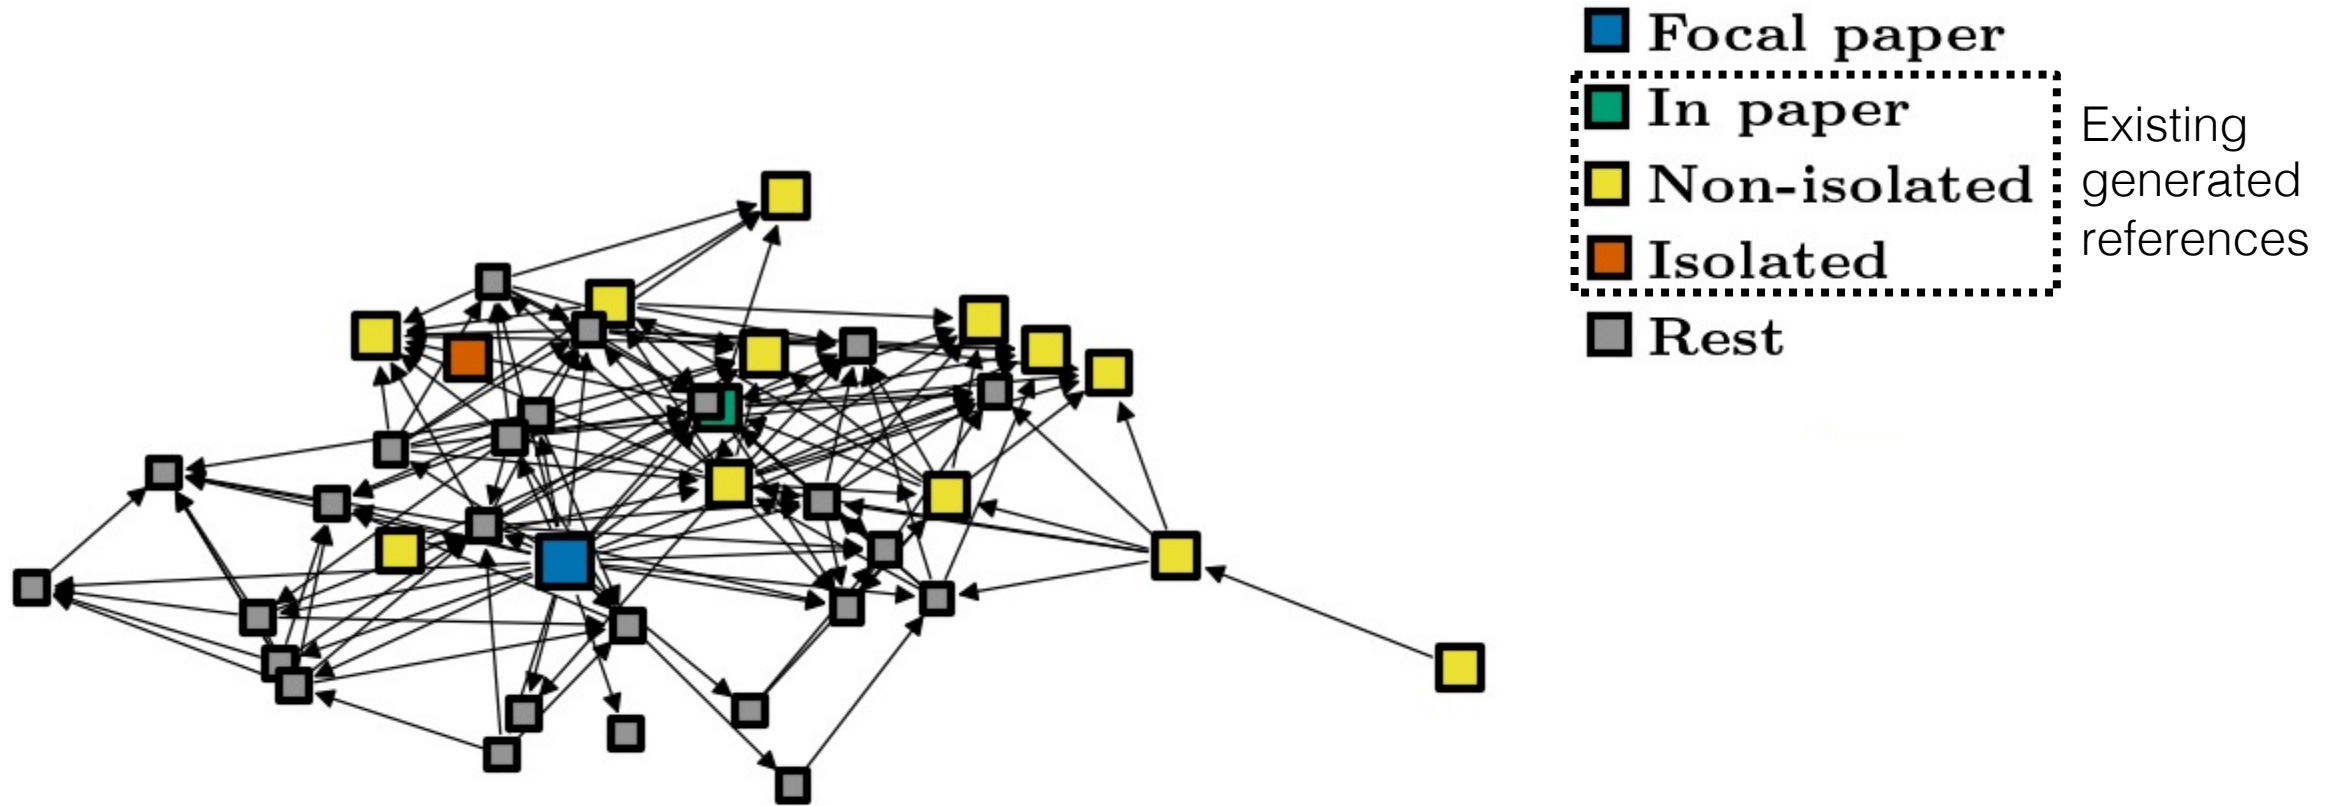 Focal paper
In paper
Non-isolated
Isolated
Rest
Existing
generated
references